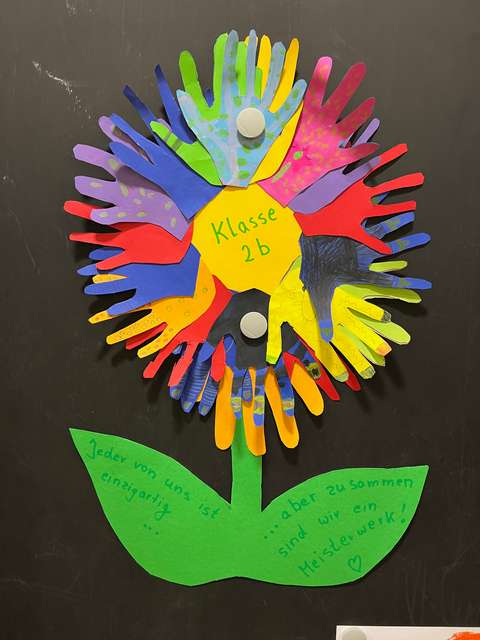 Klasse
2b
Jeder von uns ist
einzigartig
...
...aber zusammen
sind wir ein
Meisterwerk!
♡